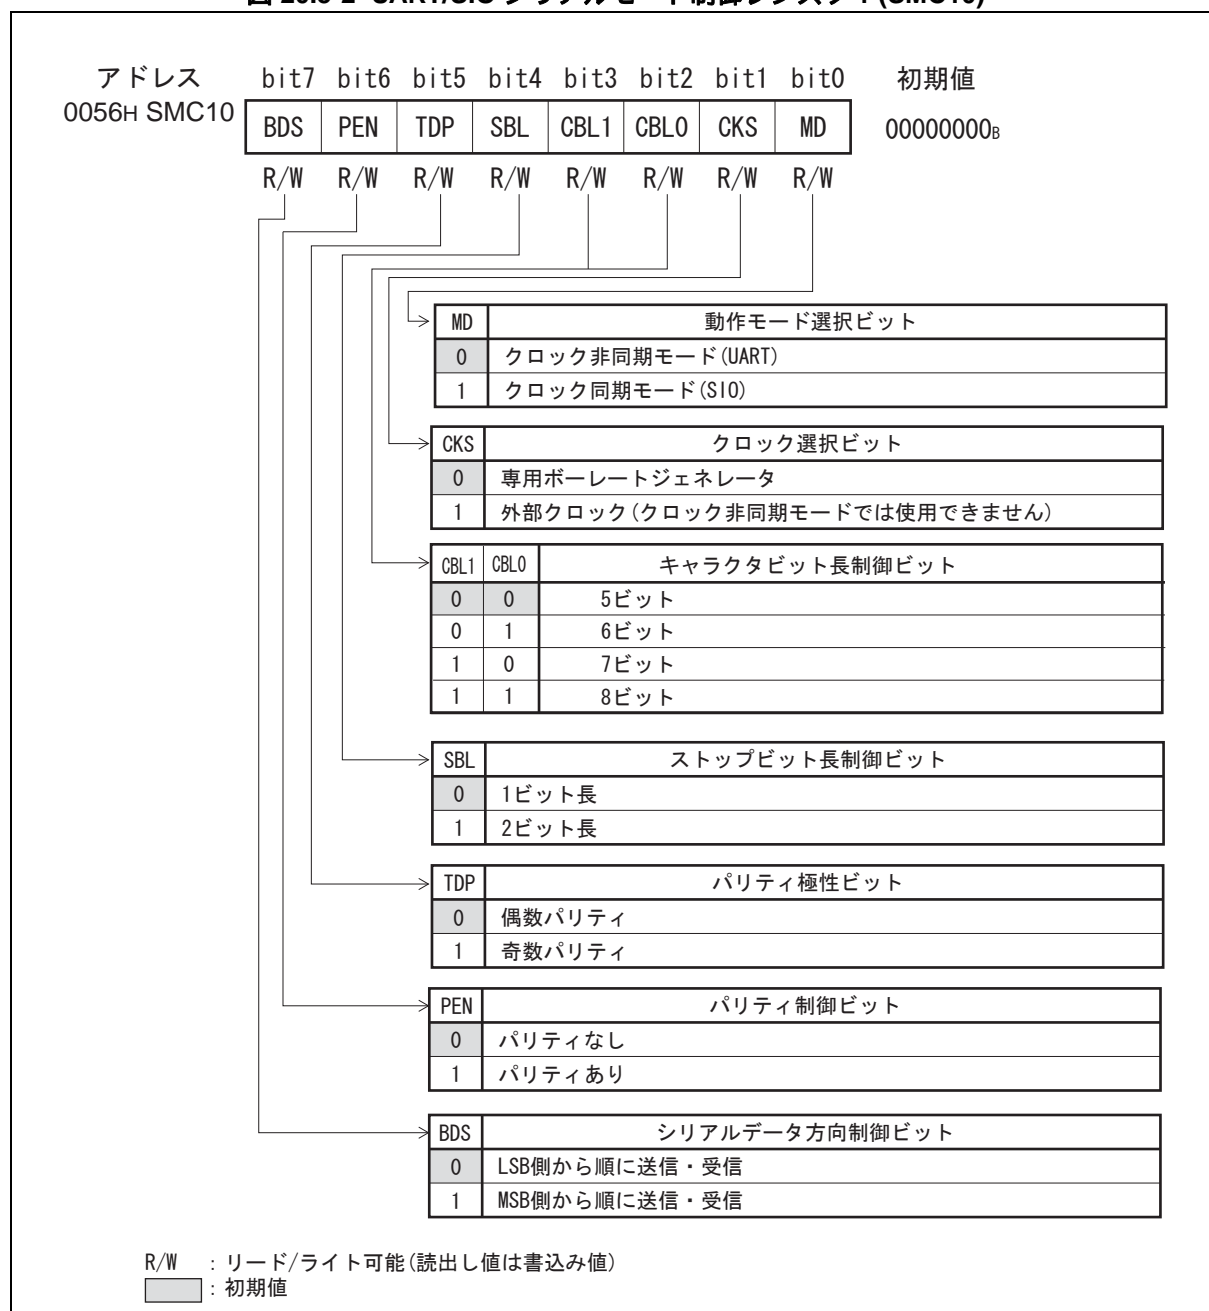 アドレス bit7 bit6 bit5 bit4 bit3 bit2 bit1 bit0 初期値
0056H SMC10 BDS PEN TDP SBL CBL1 CBL0 CKS MD 00000000B
R/W R/W R/W R/W R/W R/W R/W R/W
MD 動作モード選択ビット
0 クロック非同期モード(UART)
1 クロック同期モード(SIO)
CKS クロック選択ビット
0 専用ボーレートジェネレータ
1 外部クロック(クロック非同期モードでは使用できません)
CBL1 CBL0 キャラクタビット長制御ビット
0 0 5ビット
0 1 6ビット
1 0 7ビット
1 1 8ビット
SBL ストップビット長制御ビット
0 1ビット長
1 2ビット長
TDP パリティ極性ビット
0 偶数パリティ
1 奇数パリティ
PEN パリティ制御ビット
0 パリティなし
1 パリティあり
BDS シリアルデータ方向制御ビット
0 LSB側から順に送信・受信
1 MSB側から順に送信・受信
R/W : リード/ライト可能(読出し値は書込み値)
: 初期値